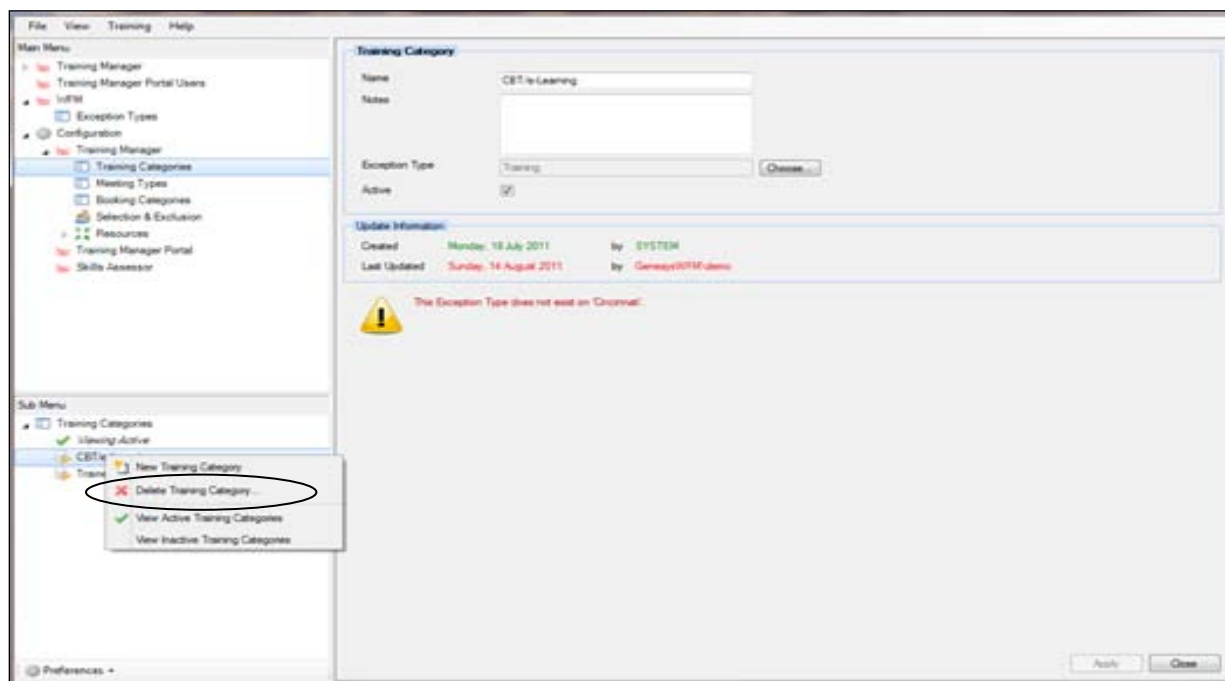 File View Training Help
Main Menu
Training Manager
Training Manager Portal Users
WFM
Exception Types
Configuration
Training Manager
Training Categories
Meeting Types
Booking Categories
Selection & Exclusion
Resources
Training Manager Portal
Skills Assessor
Sub Menu
Training Categories
Viewing Active
New Training Category
Delete Training Category...
View Active Training Categories
View Inactive Training Categories
Preferences
Training Category
Name CBT/e-Learning
Notes
Exception Type Training Choose...
Active
Update Information
Created Monday, 18 July 2011 by SYSTEM
Last Updated Sunday, 14 August 2011 by
This Exception Type does not exist on 'Cincinnati'.
Apply Close